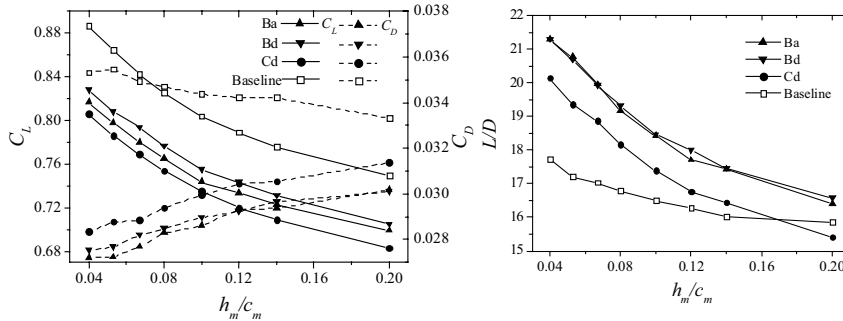 Ba C_L C_D
Bd
Cd
Baseline
0.88
0.84
0.80
0.76
0.72
0.68
C_L
0.038
0.036
0.034
0.032
0.030
0.028
C_D
0.04 0.08 0.12 0.16 0.20
h_m/c_m
Ba
Bd
Cd
Baseline
22
21
20
19
18
17
16
15
L/D
0.04 0.08 0.12 0.16 0.20
h_m/c_m